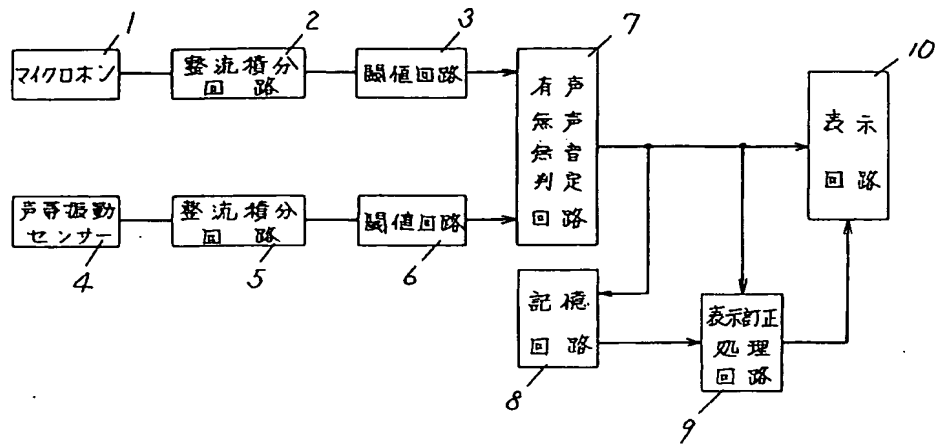 1
マイクロホン
2
整流積分
回路
3
閾値回路
7
有声
無声
無音
判定
回路
10
表示
回路
声帯振動
センサー
4
整流積分
回路
5
閾値回路
6
記憶
回路
8
表示訂正
処理
回路
9